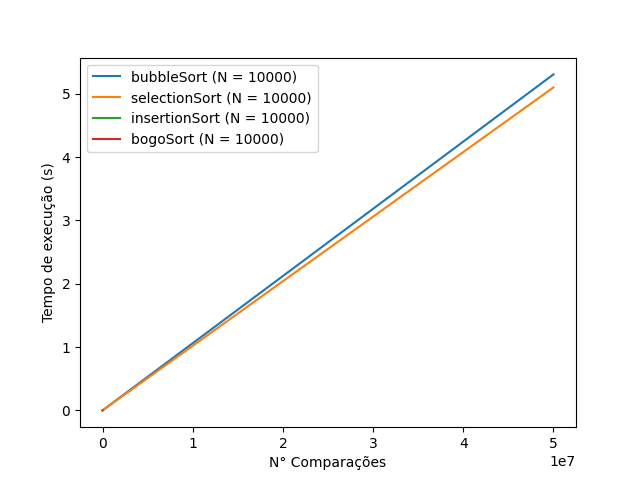 bubbleSort (N = 10000)
selectionSort (N = 10000)
insertionSort (N = 10000)
bogoSort (N = 10000)
Tempo de execução (s)
5
4
3
2
1
0
0 1 2 3 4 5
1e7
N° Comparações